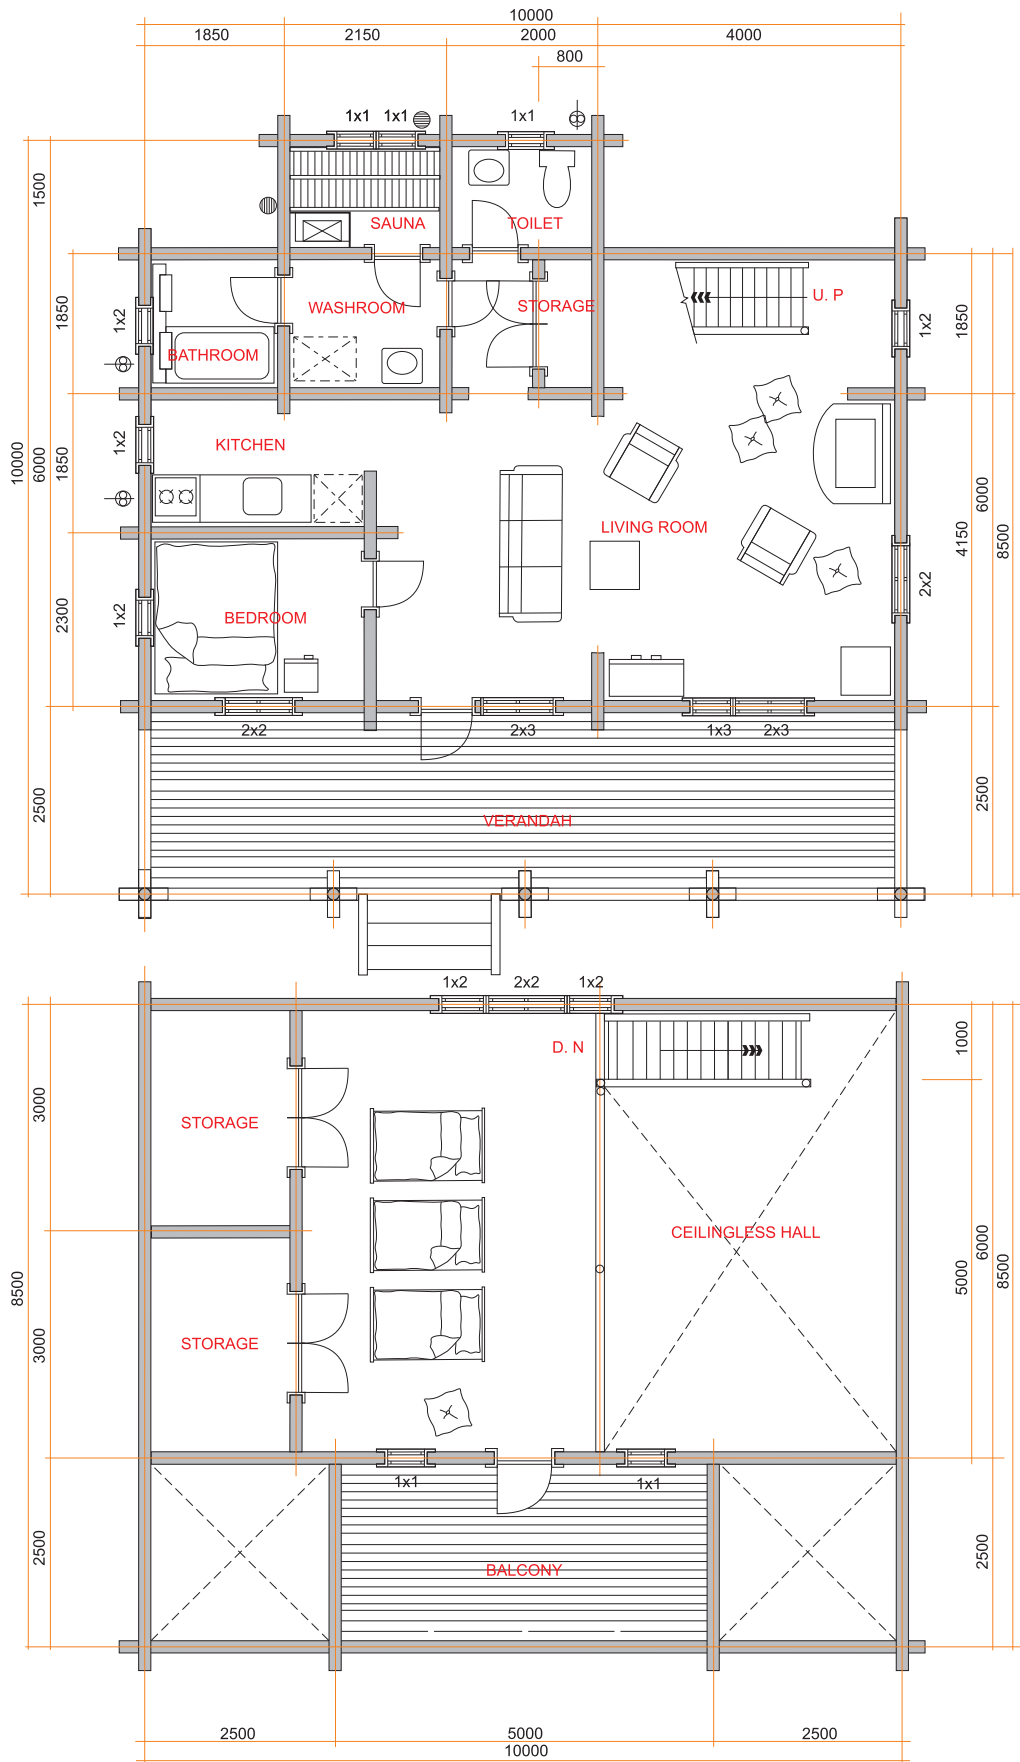 10000
1850 2150 2000 4000
800
1x1 1x1 1x1
1500
SAUNA TOILET
1850 1x2 WASHROOM STORAGE U. P 1x2 1850
BATHROOM
10000 6000 1850 1x2 KITCHEN
LIVING ROOM 4150 6000 8500
2300 1x2 BEDROOM 2x2
2x2 2x3 1x3 2x3
2500 VERANDAH 2500
1x2 2x2 1x2
D. N 1000
3000 STORAGE
CEILINGLESS HALL
8500 5000 6000 8500
3000 STORAGE
1x1 1x1
2500 BALCONY 2500
2500 5000 2500
10000